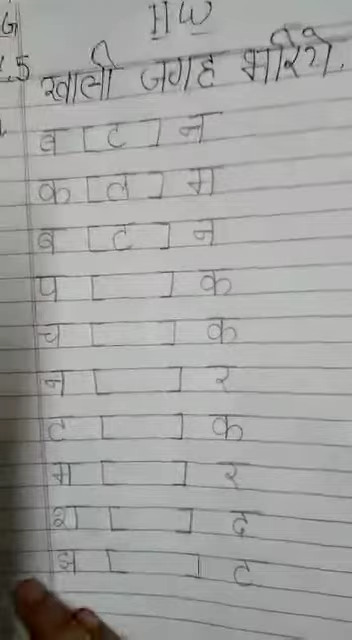 HW
खाली जगह भरिये.
ब [ट] न
क [ल] म
ब [ट] न
प [ ] क
च [ ] क
न [ ] र
ट [ ] क
म [ ] र
श [ ] द
झ [ ] ट